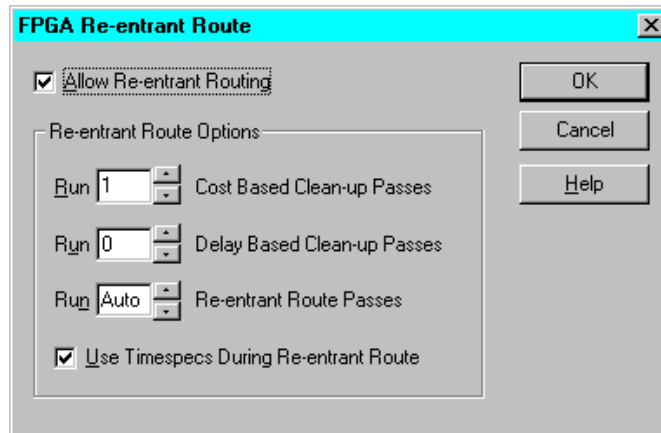 FPGA Re-entrant Route
Allow Re-entrant Routing
OK
Re-entrant Route Options
Cancel
Run 1 Cost Based Clean-up Passes
Help
Run 0 Delay Based Clean-up Passes
Run Auto Re-entrant Route Passes
Use Timespecs During Re-entrant Route